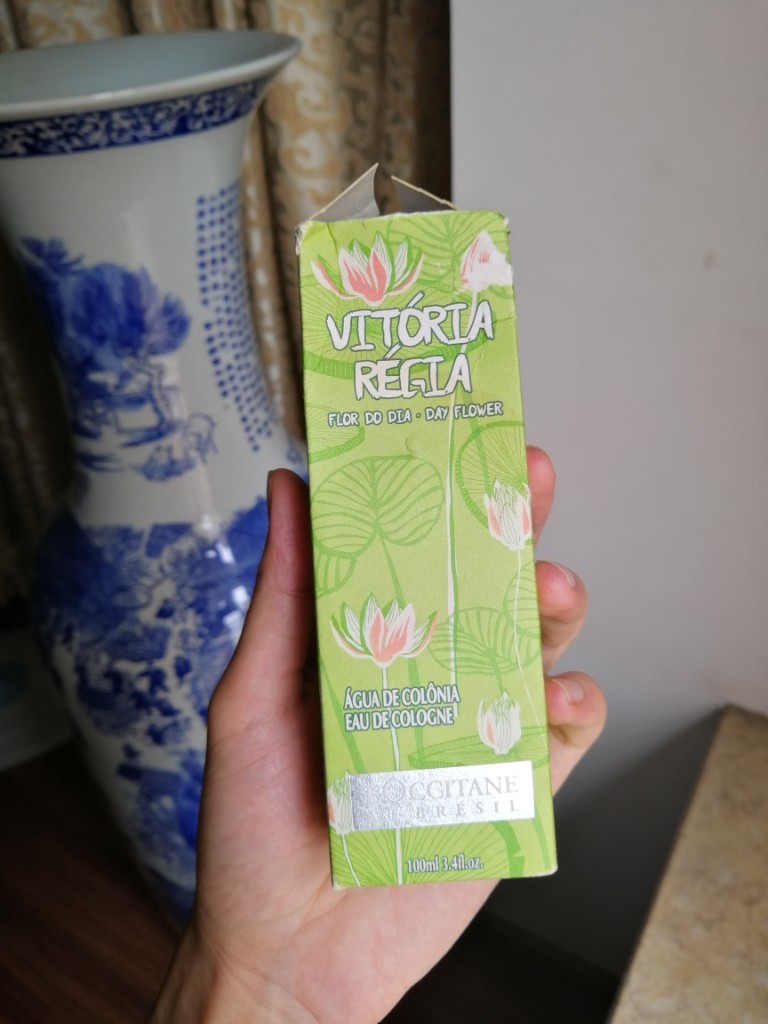 VITÓRIA
RÉGIA
FLOR DO DIA · DAY FLOWER
ÁGUA DE COLÔNIA
EAU DE COLOGNE
L'OCCITANE
BRÉSIL
100ml 3.4fl.oz.